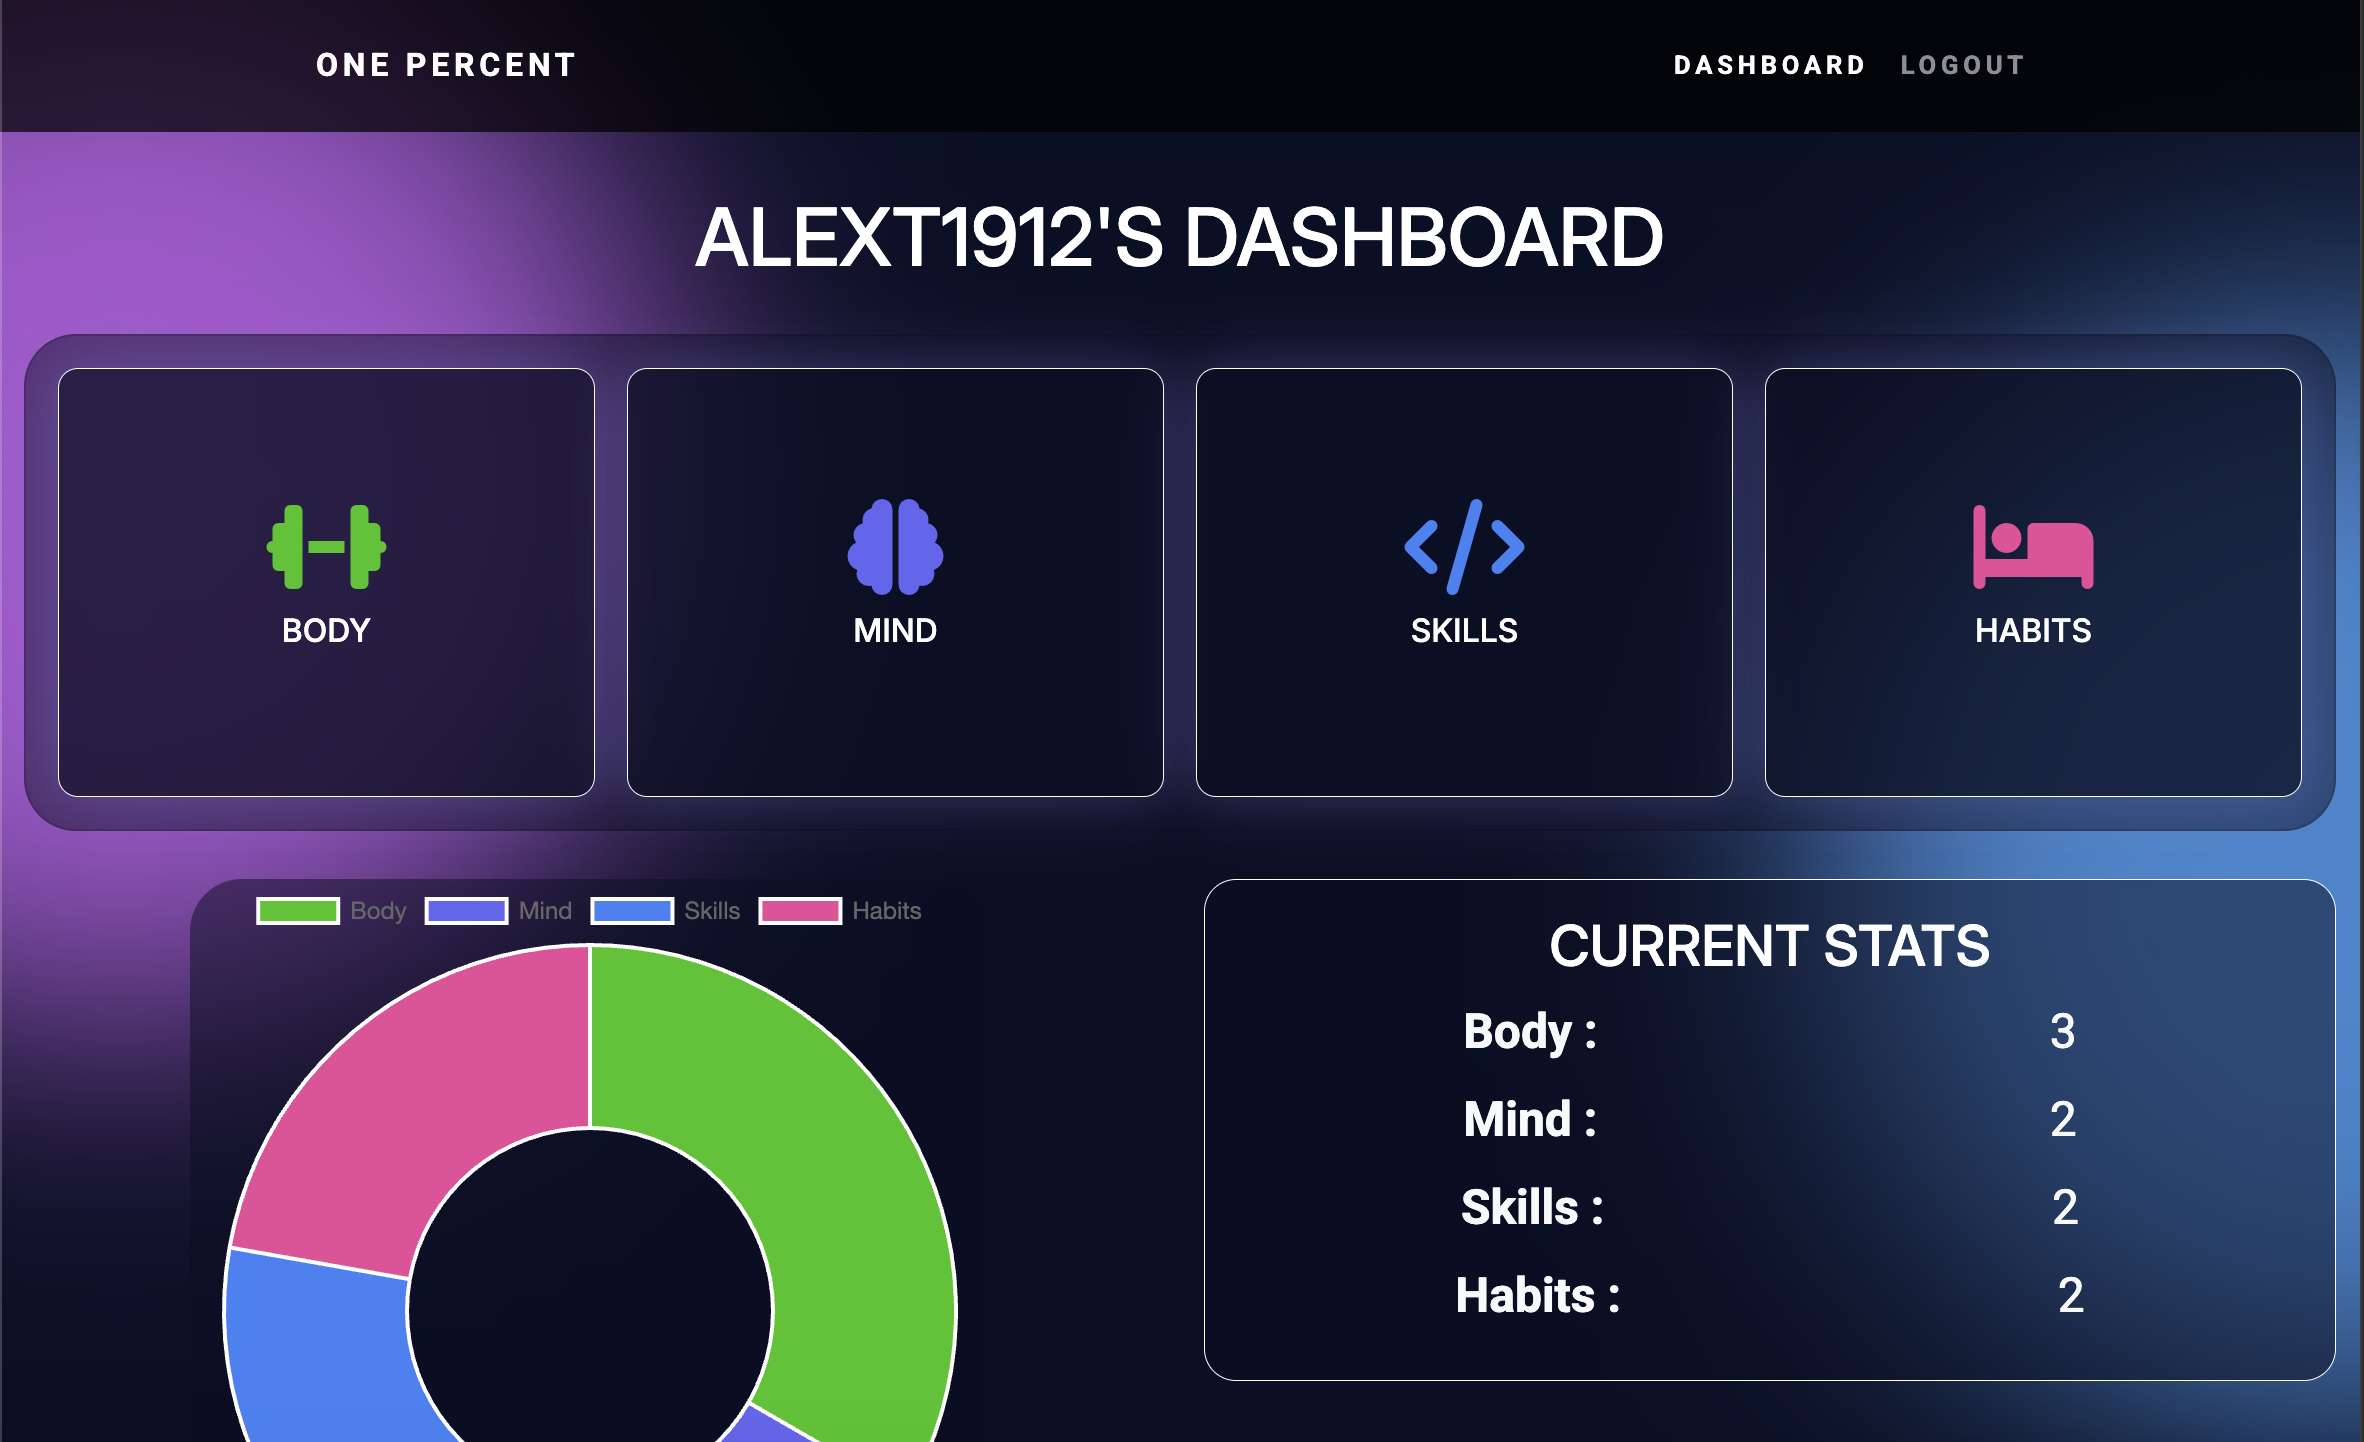 ONE PERCENT
DASHBOARD LOGOUT
ALEXT1912'S DASHBOARD
BODY
MIND
SKILLS
HABITS
Body Mind Skills Habits
CURRENT STATS
Body : 3
Mind : 2
Skills : 2
Habits : 2